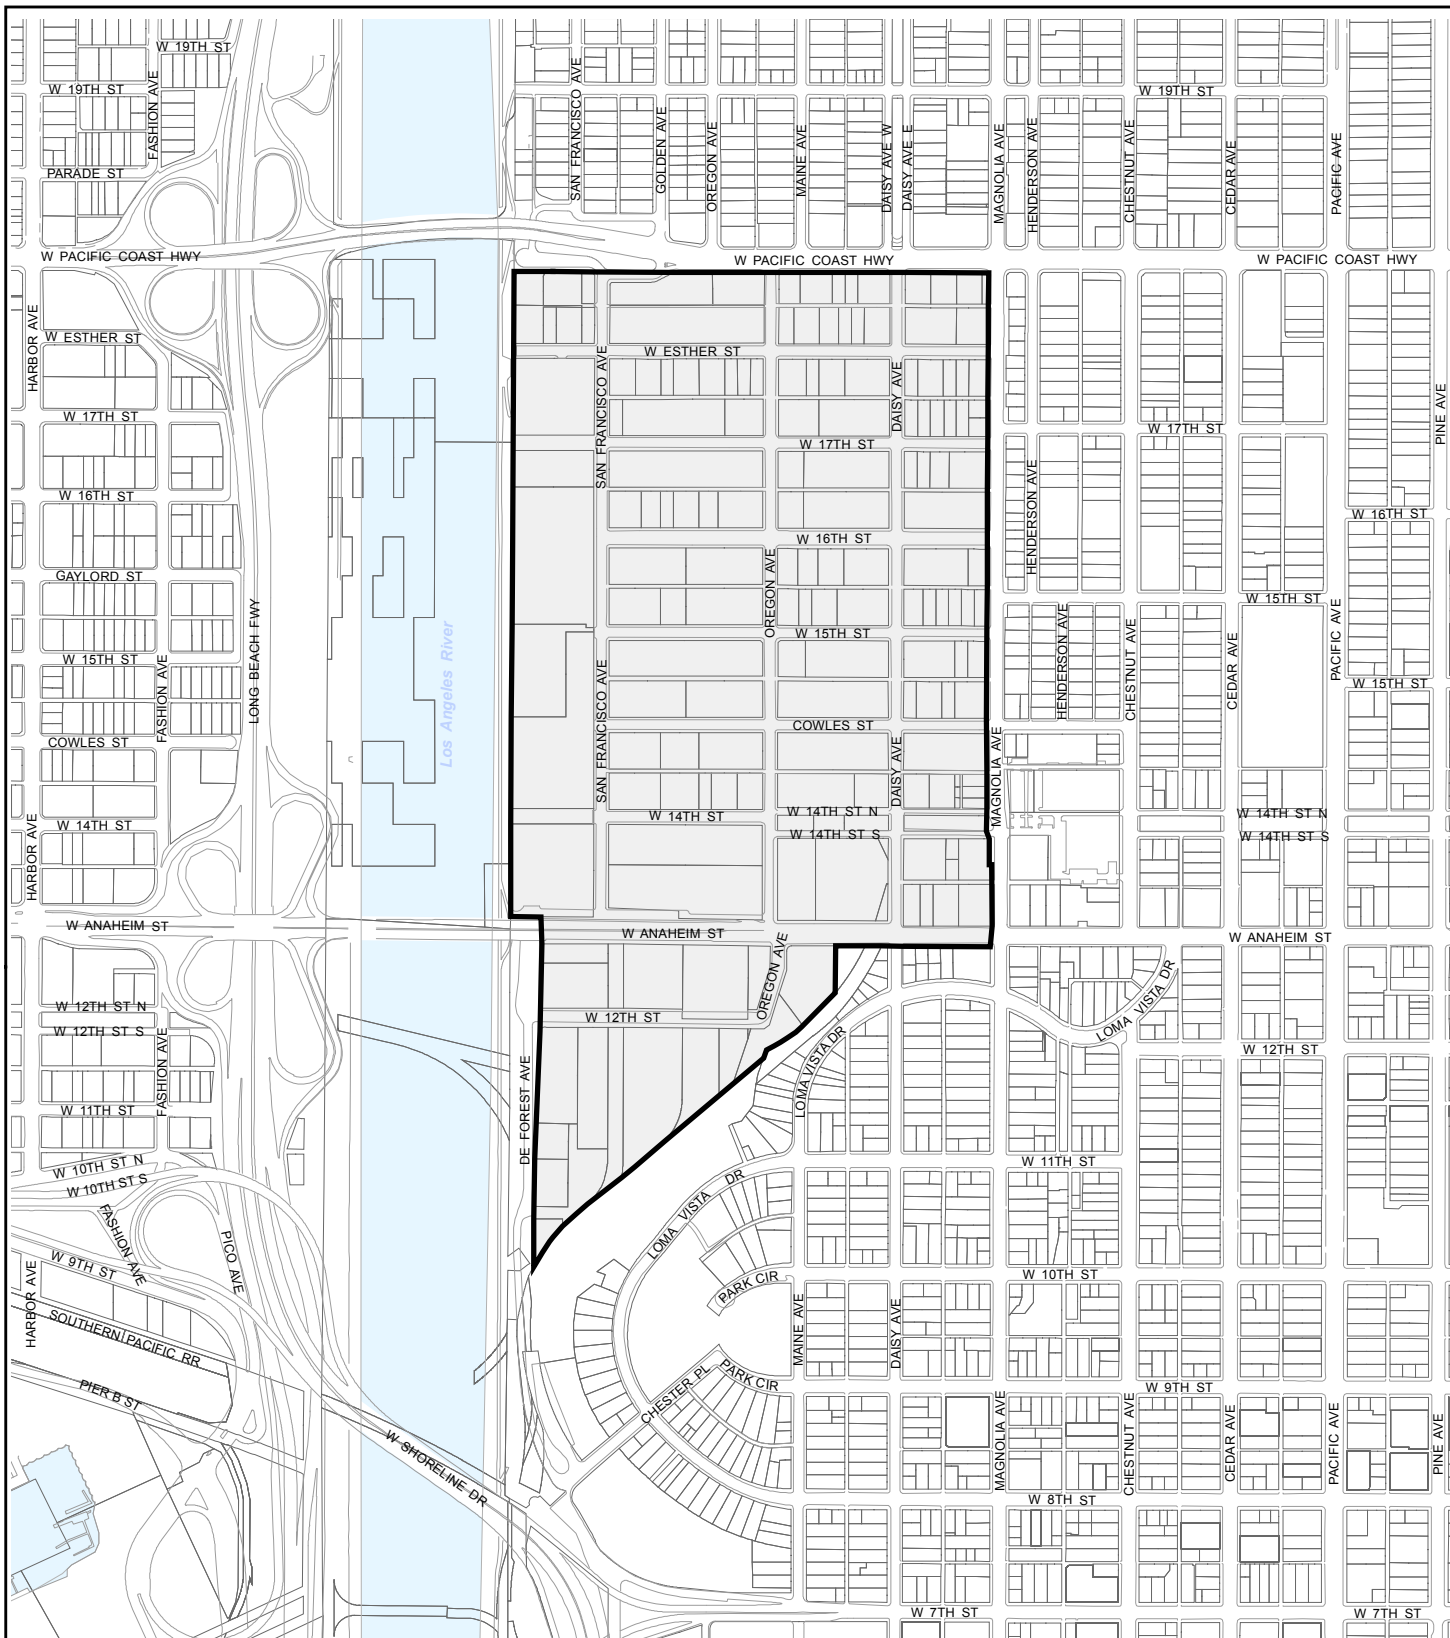 W 19TH ST
W 19TH ST
W 19TH ST
FASHION AVE
SAN FRANCISCO AVE
GOLDEN AVE
OREGON AVE
MAINE AVE
DAISY AVE W
DAISY AVE E
MAGNOLIA AVE
HENDERSON AVE
CHESTNUT AVE
CEDAR AVE
PACIFIC AVE
PARADE ST
W PACIFIC COAST HWY
W PACIFIC COAST HWY
W PACIFIC COAST HWY
HARBOR AVE
W ESTHER ST
W ESTHER ST
SAN FRANCISCO AVE
DAISY AVE
PINE AVE
W 17TH ST
W 17TH ST
W 17TH ST
W 16TH ST
W 16TH ST
W 16TH ST
HENDERSON AVE
GAYLORD ST
OREGON AVE
W 15TH ST
LONG BEACH FWY
Los Angeles River
HENDERSON AVE
CHESTNUT AVE
CEDAR AVE
PACIFIC AVE
W 15TH ST
W 15TH ST
FASHION AVE
SAN FRANCISCO AVE
W 15TH ST
COWLES ST
COWLES ST
DAISY AVE
MAGNOLIA AVE
HARBOR AVE
W 14TH ST
W 14TH ST
W 14TH ST N
W 14TH ST N
W 14TH ST S
W 14TH ST S
W ANAHEIM ST
W ANAHEIM ST
W ANAHEIM ST
OREGON AVE
LOMA VISTA DR
W 12TH ST N
W 12TH ST
W 12TH ST S
FASHION AVE
LOMA VISTA DR
W 12TH ST
DE FOREST AVE
W 11TH ST
W 11TH ST
W 10TH ST N
W 10TH ST S
LOMA VISTA DR
FASHION AVE
PICO AVE
W 9TH ST
HARBOR AVE
W 10TH ST
PARK CIR
MAINE AVE
DAISY AVE
SOUTHERN PACIFIC RR
PIER B ST
PARK CIR
CHESTER PL
W 9TH ST
MAGNOLIA AVE
CHESTNUT AVE
CEDAR AVE
PACIFIC AVE
PINE AVE
W SHORELINE DR
W 8TH ST
W 7TH ST
W 7TH ST